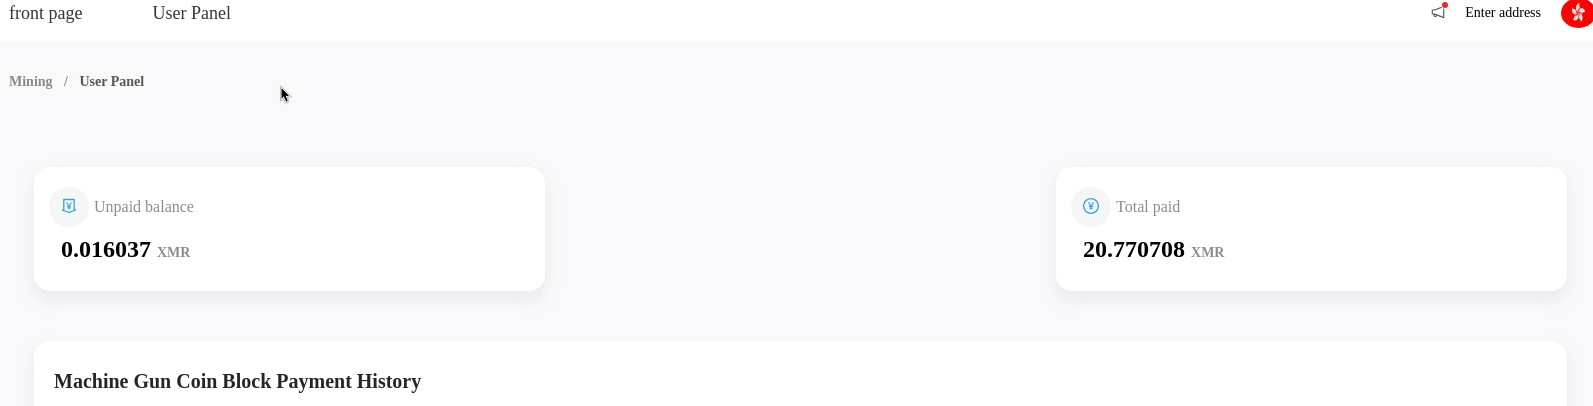 front page
User Panel
Enter address
Mining / User Panel
Unpaid balance
0.016037 XMR
Total paid
20.770708 XMR
Machine Gun Coin Block Payment History